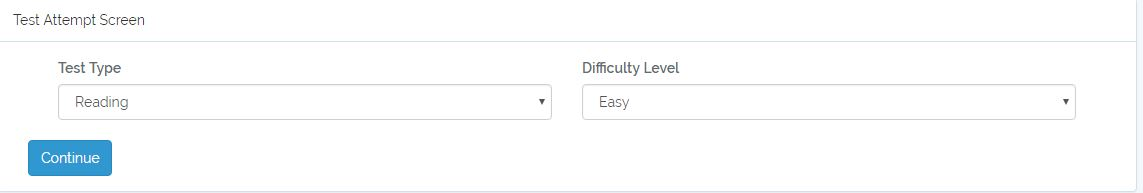 Test Attempt Screen
Test Type
Difficulty Level
Reading
Easy
Continue